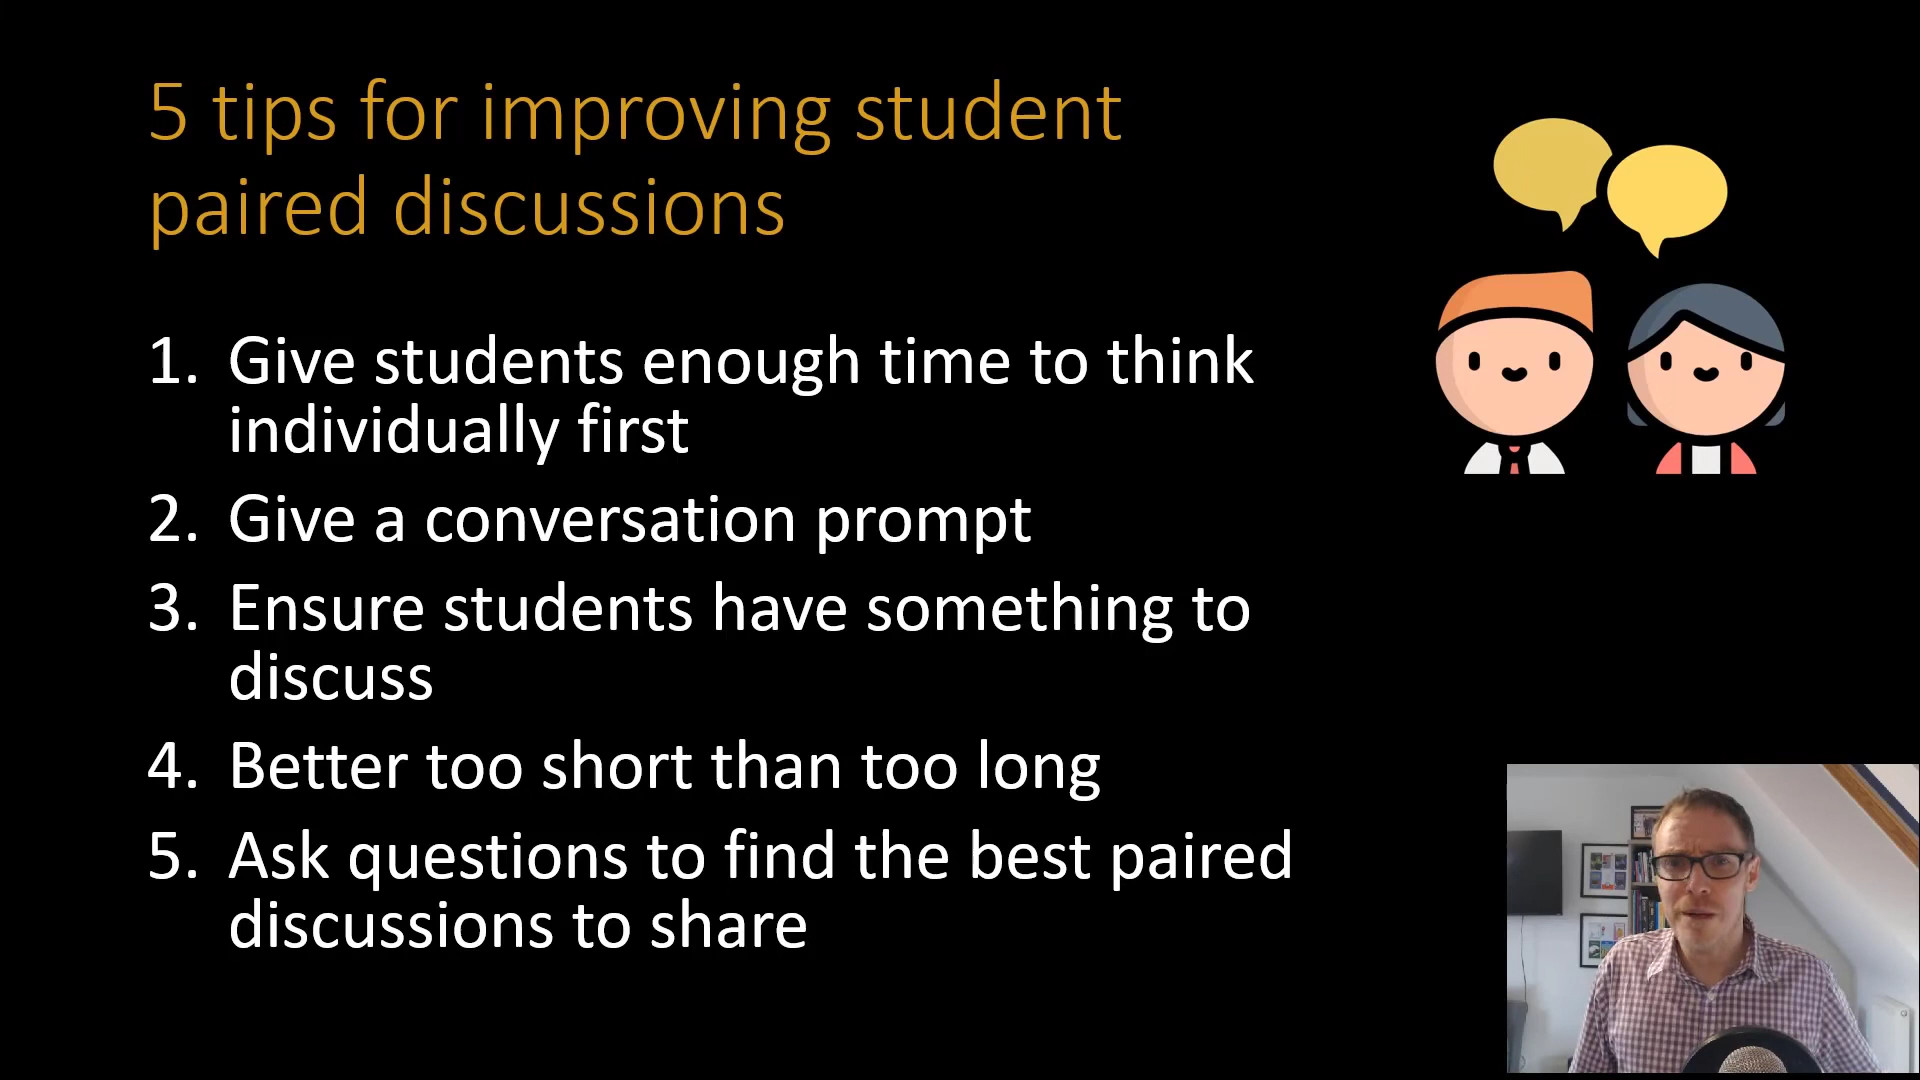 5 tips for improving student
paired discussions
1. Give students enough time to think
individually first
2. Give a conversation prompt
3. Ensure students have something to
discuss
4. Better too short than too long
5. Ask questions to find the best paired
discussions to share